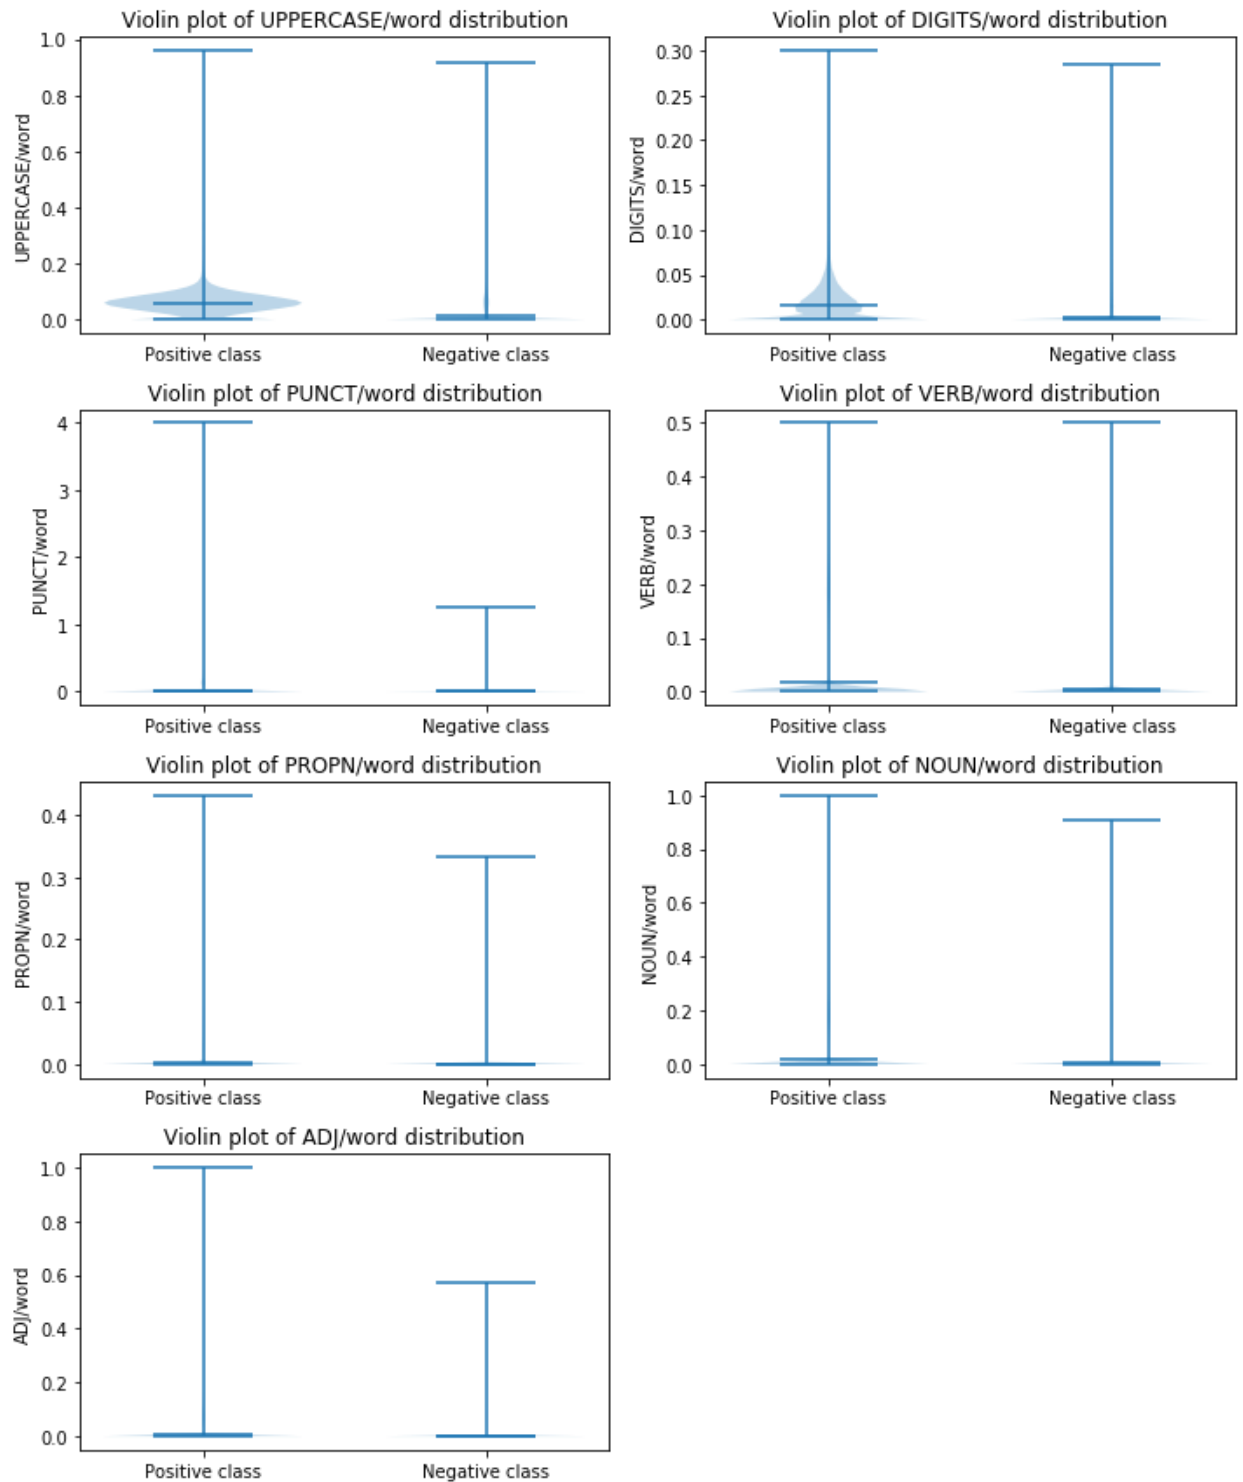 Violin plot of UPPERCASE/word distribution
UPPERCASE/word
1.0
0.8
0.6
0.4
0.2
0.0
Positive class
Negative class
Violin plot of DIGITS/word distribution
DIGITS/word
0.30
0.25
0.20
0.15
0.10
0.05
0.00
Positive class
Negative class
Violin plot of PUNCT/word distribution
PUNCT/word
4
3
2
1
0
Positive class
Negative class
Violin plot of VERB/word distribution
VERB/word
0.5
0.4
0.3
0.2
0.1
0.0
Positive class
Negative class
Violin plot of PROPN/word distribution
PROPN/word
0.4
0.3
0.2
0.1
0.0
Positive class
Negative class
Violin plot of NOUN/word distribution
NOUN/word
1.0
0.8
0.6
0.4
0.2
0.0
Positive class
Negative class
Violin plot of ADJ/word distribution
ADJ/word
1.0
0.8
0.6
0.4
0.2
0.0
Positive class
Negative class